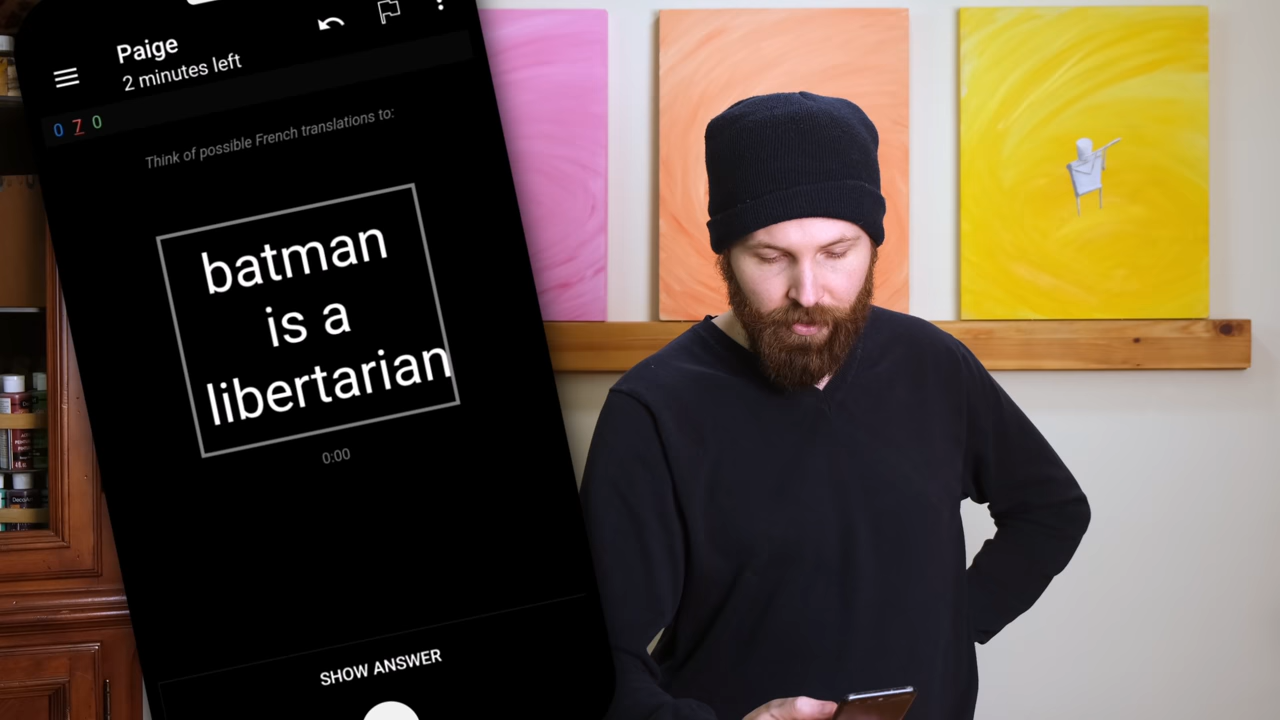 Paige
2 minutes left
0 7 0
Think of possible French translations to:
batman
is a
libertarian
0:00
SHOW ANSWER
DecoArt